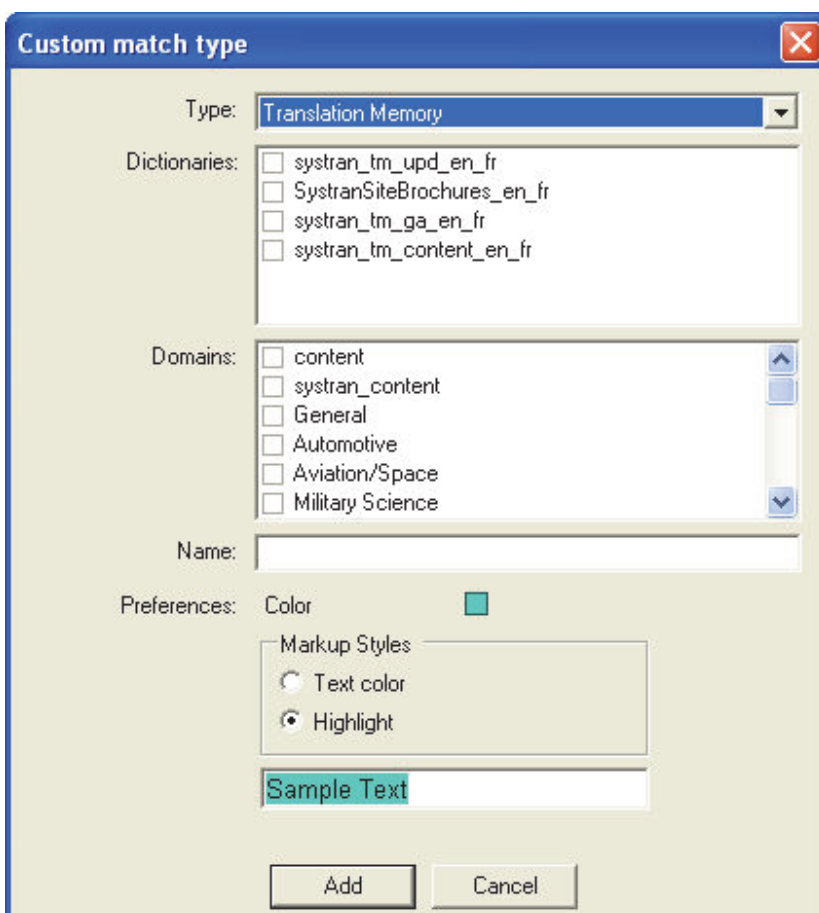 Custom match type
Type: Translation Memory
Dictionaries: systran_tm_upd_en_fr
SystranSiteBrochures_en_fr
systran_tm_ga_en_fr
systran_tm_content_en_fr
Domains: content
systran_content
General
Automotive
Aviation/Space
Military Science
Name:
Preferences: Color
Markup Styles
Text color
Highlight
Sample Text
Add Cancel